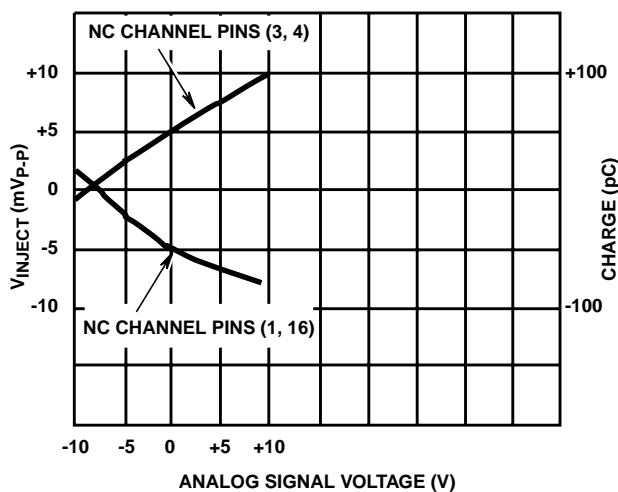 NC CHANNEL PINS (3, 4)
+10
+5
0
-5
-10
VINJECT (mVP-P)
+100
-100
CHARGE (pC)
NC CHANNEL PINS (1, 16)
-10 -5 0 +5 +10
ANALOG SIGNAL VOLTAGE (V)